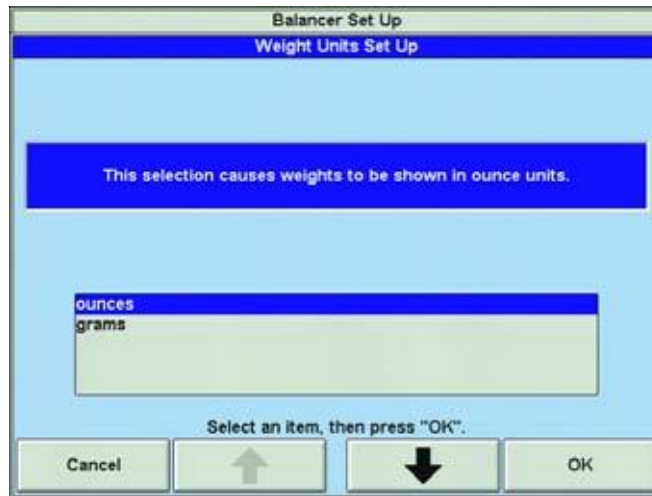 Balancer Set Up
Weight Units Set Up
This selection causes weights to be shown in ounce units.
ounces
grams
Select an item, then press "OK".
Cancel
OK